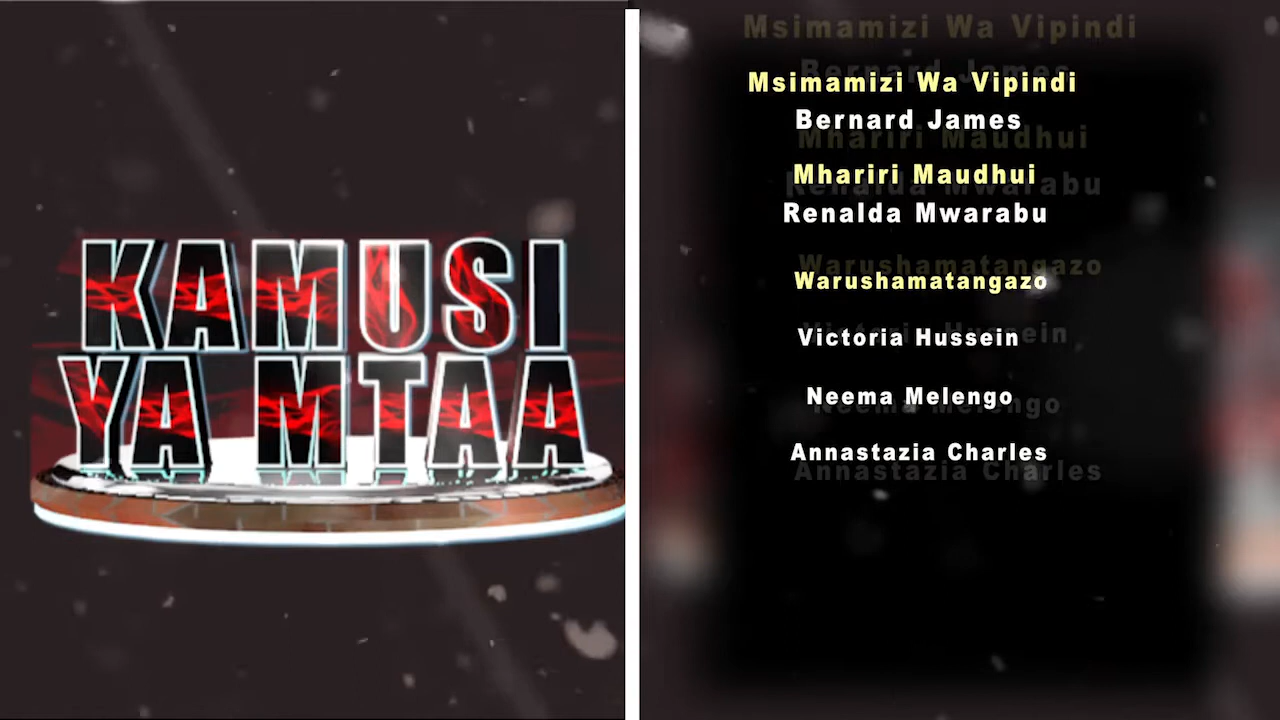 KAMUSI
YA MTAA
Msimamizi Wa Vipindi
Bernard James
Mhariri Maudhui
Renalda Mwarabu
Warushamatangazo
Victoria Hussein
Neema Melengo
Annastazia Charles